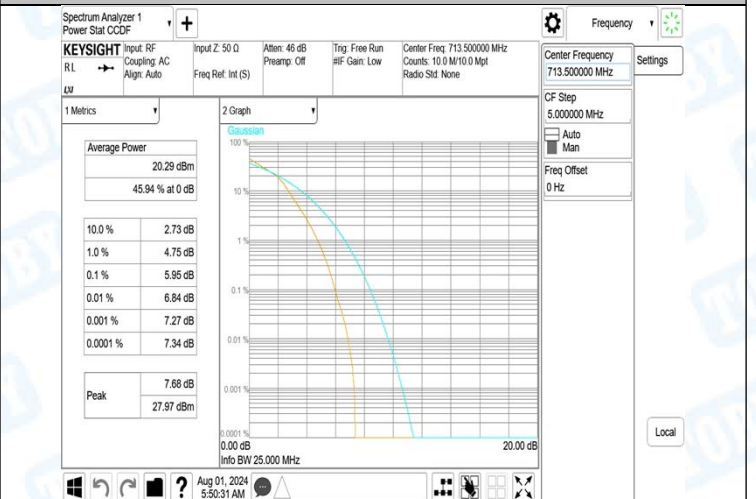 Spectrum Analyzer 1
Power Stat CCDF
+
Frequency
KEYSIGHT
RL
LXI
Input: RF
Coupling: AC
Align: Auto
Input Z: 50 Ω
Freq Ref: Int (S)
Atten: 46 dB
Preamp: Off
Trig: Free Run
#IF Gain: Low
Center Freq: 713.500000 MHz
Counts: 10.0 M/10.0 Mpt
Radio Std: None
Center Frequency
713.500000 MHz
Settings
CF Step
5.000000 MHz
Auto
Man
Freq Offset
0 Hz
1 Metrics
Average Power
20.29 dBm
45.94 % at 0 dB
10.0 % 2.73 dB
1.0 % 4.75 dB
0.1 % 5.95 dB
0.01 % 6.84 dB
0.001 % 7.27 dB
0.0001 % 7.34 dB
Peak
7.68 dB
27.97 dBm
2 Graph
Gaussian
100 %
10 %
1 %
0.1 %
0.01 %
0.001 %
0.0001 %
0.00 dB 20.00 dB
Info BW 25.000 MHz
Local
?
Aug 01, 2024
5:50:31 AM